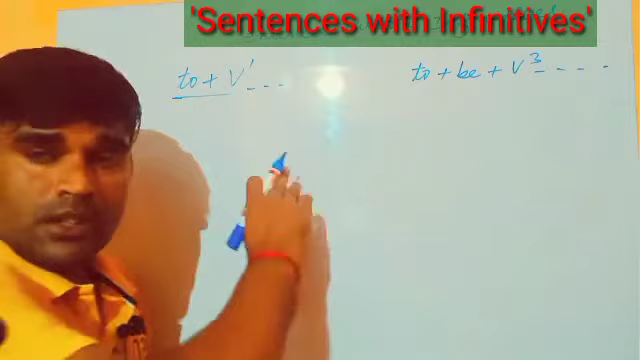 'Sentences with Infinitives'
to + V¹ - - -
to + be + V³ - - - -